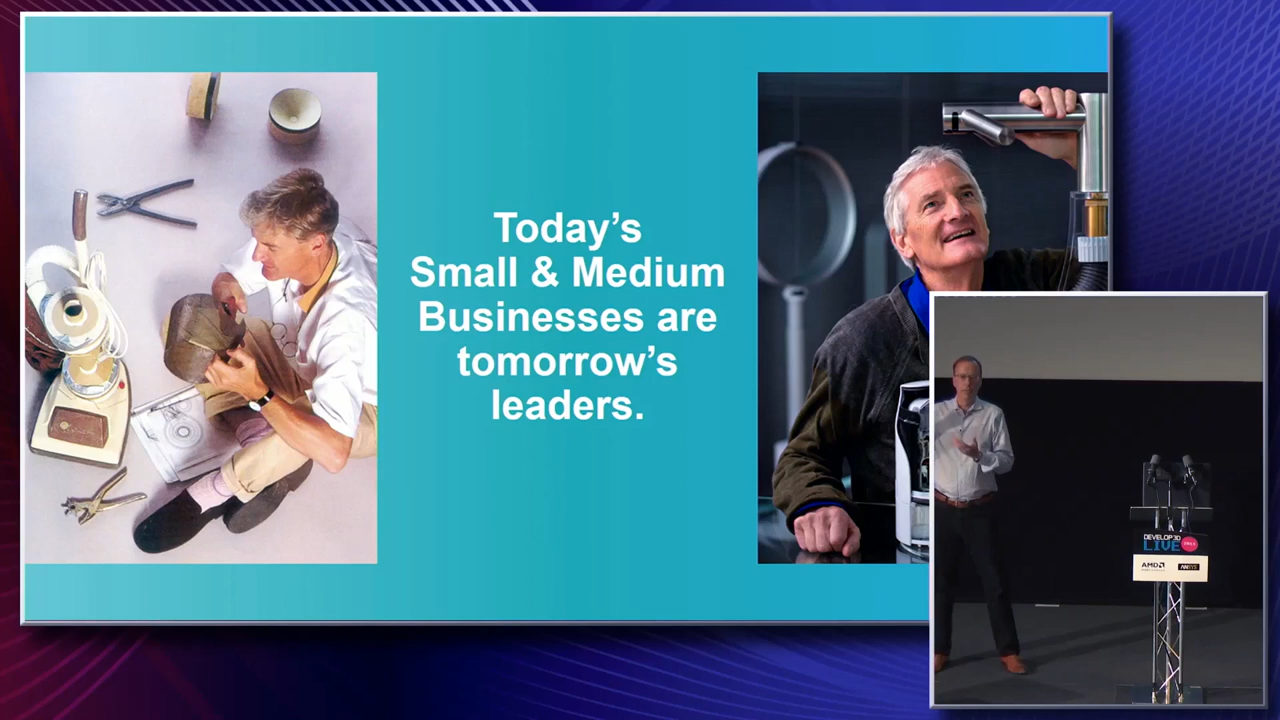 Today’s
Small & Medium
Businesses are
tomorrow’s
leaders.
DEVELOP3D
LIVE
AMD
ANSYS